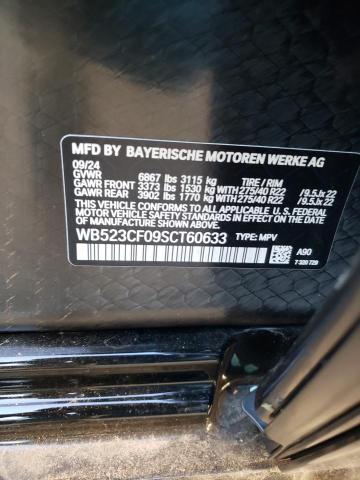 MFD BY BAYERISCHE MOTOREN WERKE AG
09/24
GVWR 6867 lbs 3115 kg TIRE / RIM
GAWR FRONT 3373 lbs 1530 KG WITH 275/40 R22 /9.5Jx22
GAWR REAR 3902 lbs 1770 KG WITH 275/40 R22 /9.5Jx22
THIS VEHICLE CONFORMS TO ALL APPLICABLE FEDERAL
MOTOR VEHICLE SAFETY STANDARDS IN EFFECT ON THE DATE
OF MANUFACTURE SHOWN ABOVE.
WB523CF09SCT60633 TYPE: MPV
A90
7 320 729